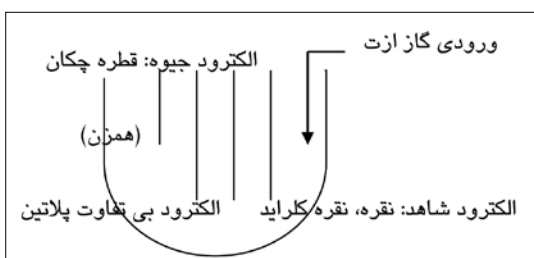 ورودی گاز ازت
الکترود جیوه: قطره چکان
(همزن)
الکترود شاهد: نقره، نقره کلراید
الکترود بی تفاوت پلاتین